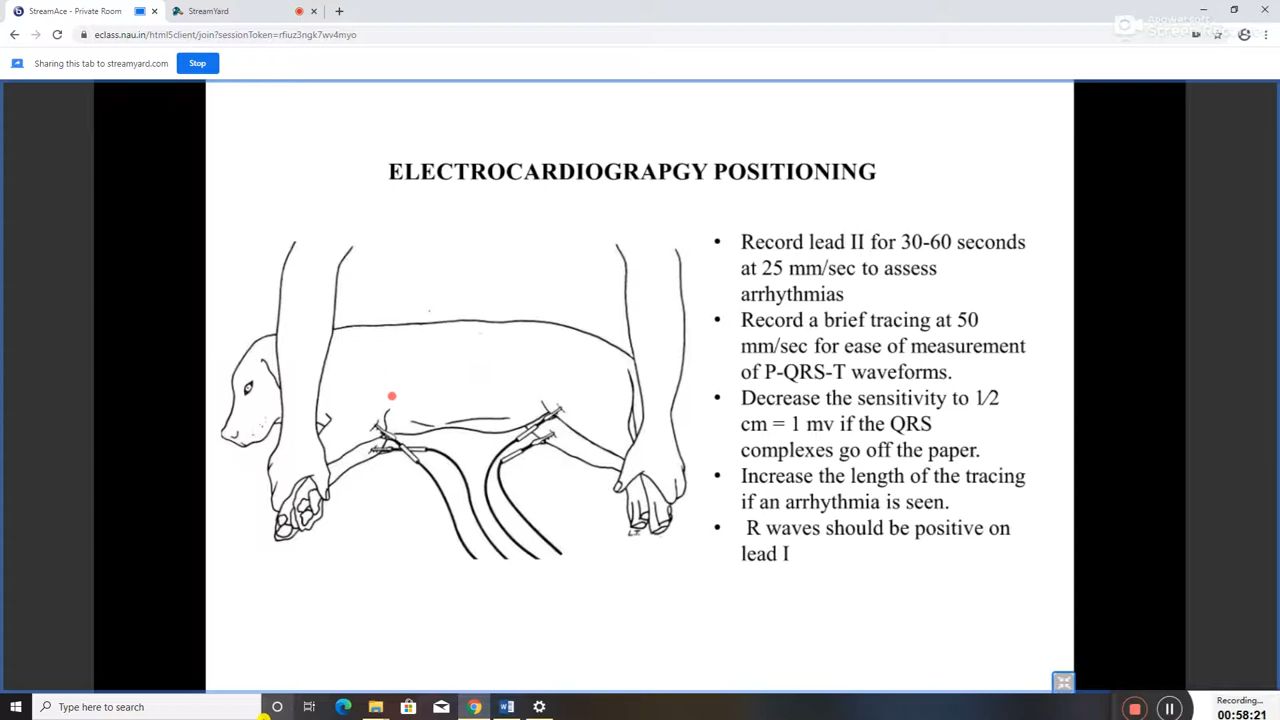 StreamAce - Private Room
StreamYard
eclass.nau.in/html5client/join?sessionToken=rfiuz3ngk7wv4myo
Apowersoft
Sharing this tab to streamyard.com
Stop
ELECTROCARDIOGRAPGY POSITIONING
• Record lead II for 30-60 seconds
at 25 mm/sec to assess
arrhythmias
• Record a brief tracing at 50
mm/sec for ease of measurement
of P-QRS-T waveforms.
• Decrease the sensitivity to 1⁄2
cm = 1 mv if the QRS
complexes go off the paper.
• Increase the length of the tracing
if an arrhythmia is seen.
• R waves should be positive on
lead I
Type here to search
Recording...
00:58:21